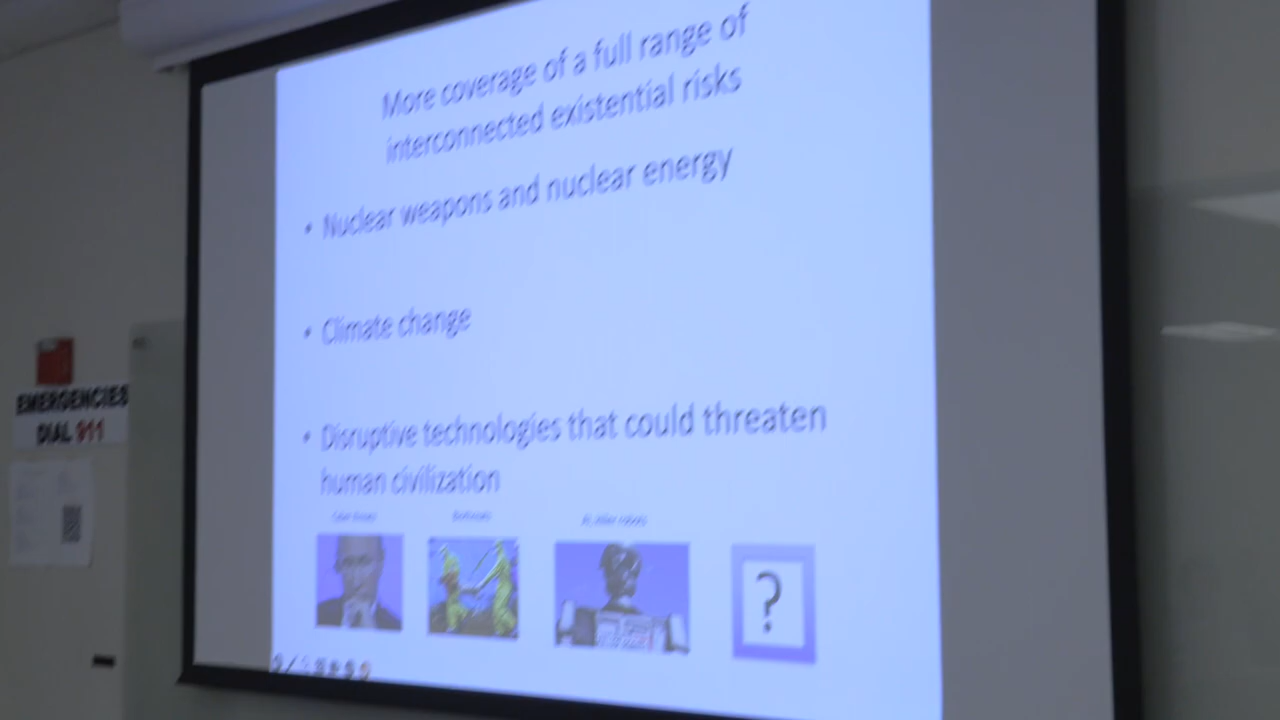 More coverage of a full range of
interconnected existential risks
• Nuclear weapons and nuclear energy
• Climate change
• Disruptive technologies that could threaten
human civilization
?
EMERGENCIES
DIAL 911